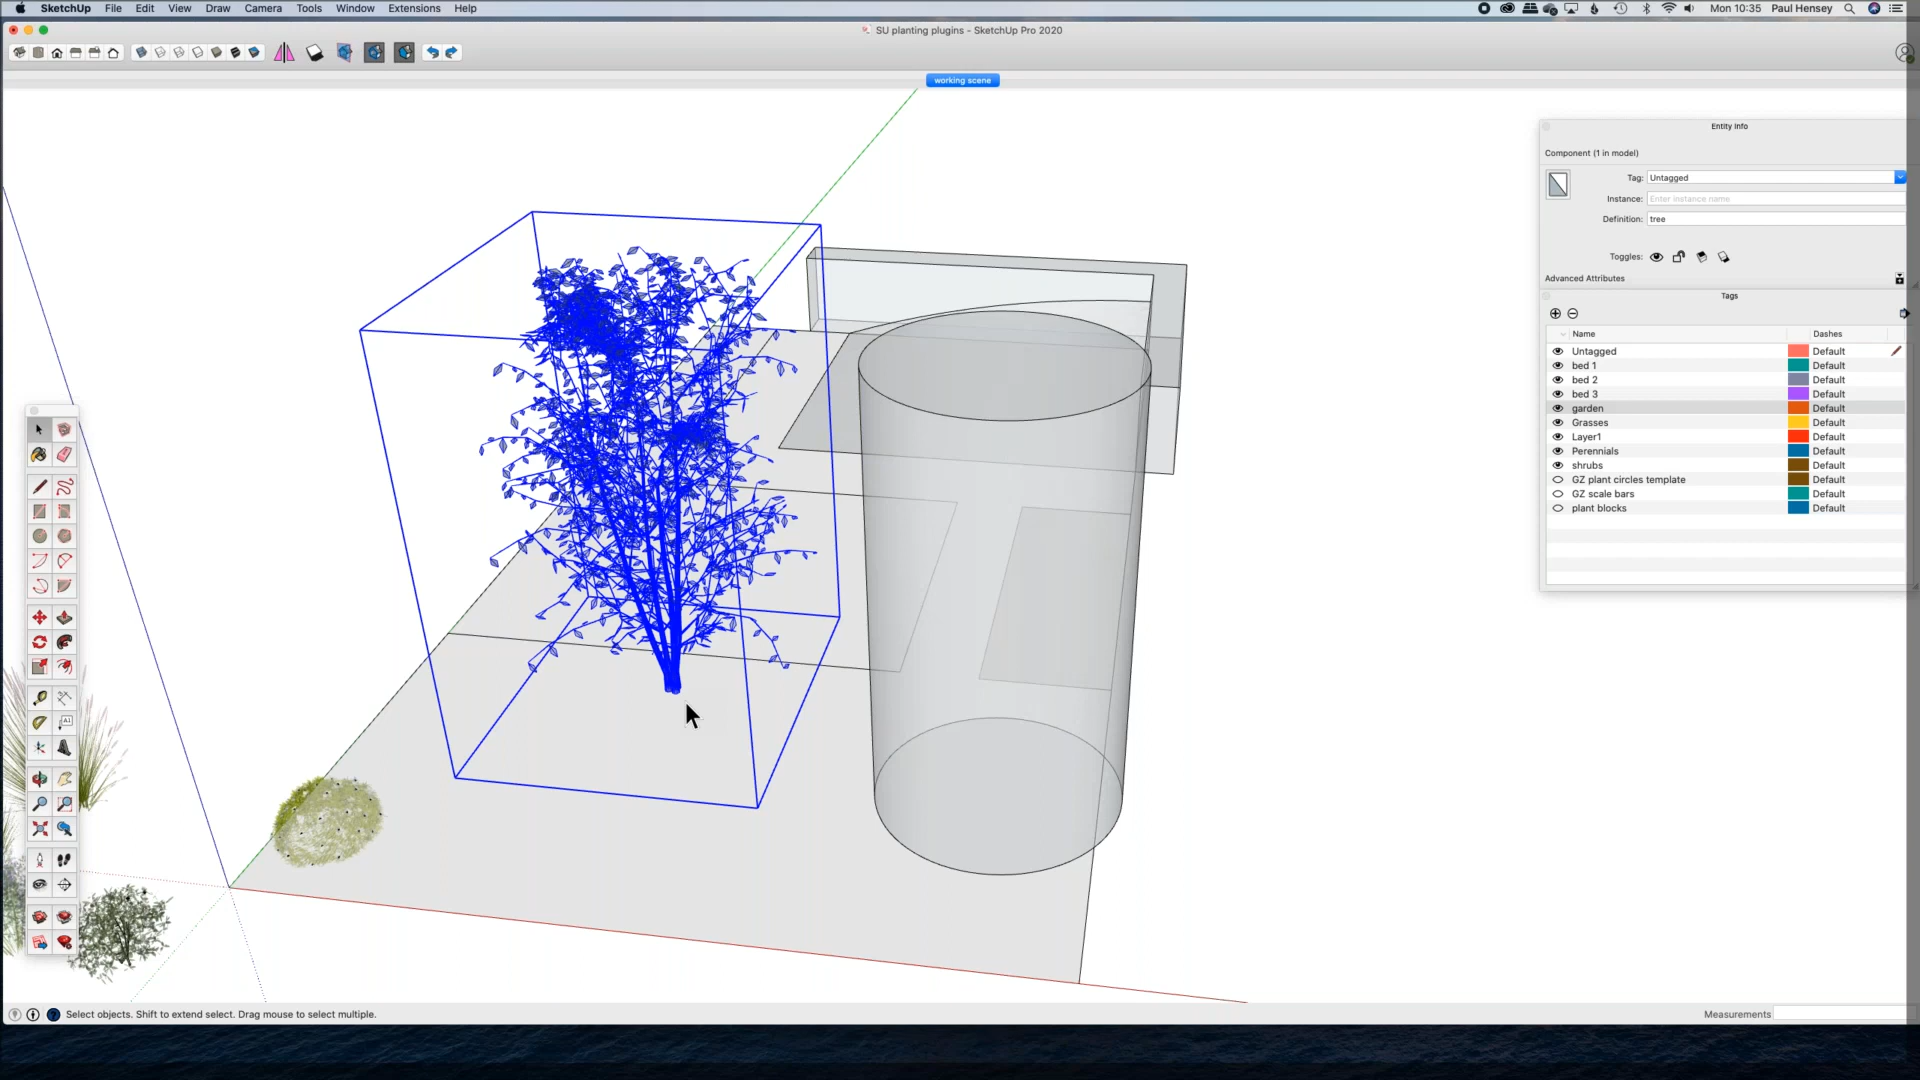 SketchUp File Edit View Draw Camera Tools Window Extensions Help Mon 10:35 Paul Hensey
SU planting plugins - SketchUp Pro 2020
working scene
Entity Info
Component (1 in model)
Tag: Untagged
Instance: Enter instance name
Definition: tree
Toggles:
Advanced Attributes
Tags
Name Dashes
Untagged Default
bed 1 Default
bed 2 Default
bed 3 Default
garden Default
Grasses Default
Layer1 Default
Perennials Default
shrubs Default
GZ plant circles template Default
GZ scale bars Default
plant blocks Default
Select objects. Shift to extend select. Drag mouse to select multiple. Measurements